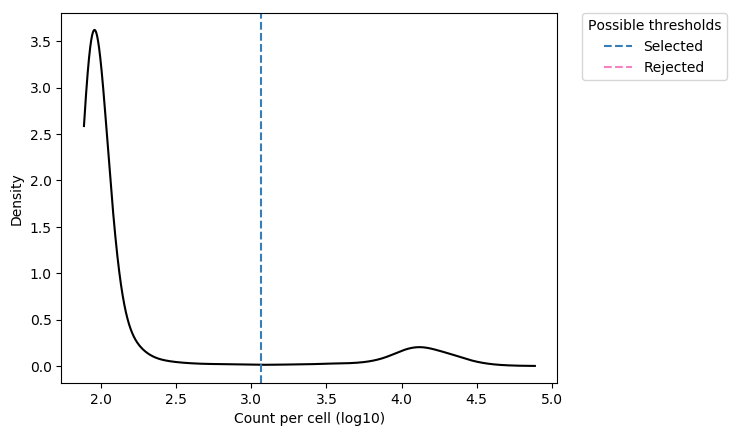 Possible thresholds
Selected
Rejected
Density
3.5
3.0
2.5
2.0
1.5
1.0
0.5
0.0
2.0 2.5 3.0 3.5 4.0 4.5 5.0
Count per cell (log10)